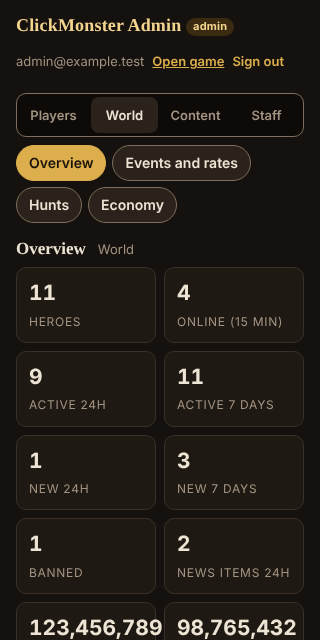 ClickMonster Admin admin
admin@example.test Open game Sign out
Players World Content Staff
Overview Events and rates
Hunts Economy
Overview World
11 4
HEROES ONLINE (15 MIN)
9 11
ACTIVE 24H ACTIVE 7 DAYS
1 3
NEW 24H NEW 7 DAYS
1 2
BANNED NEWS ITEMS 24H
123,456,789 98,765,432